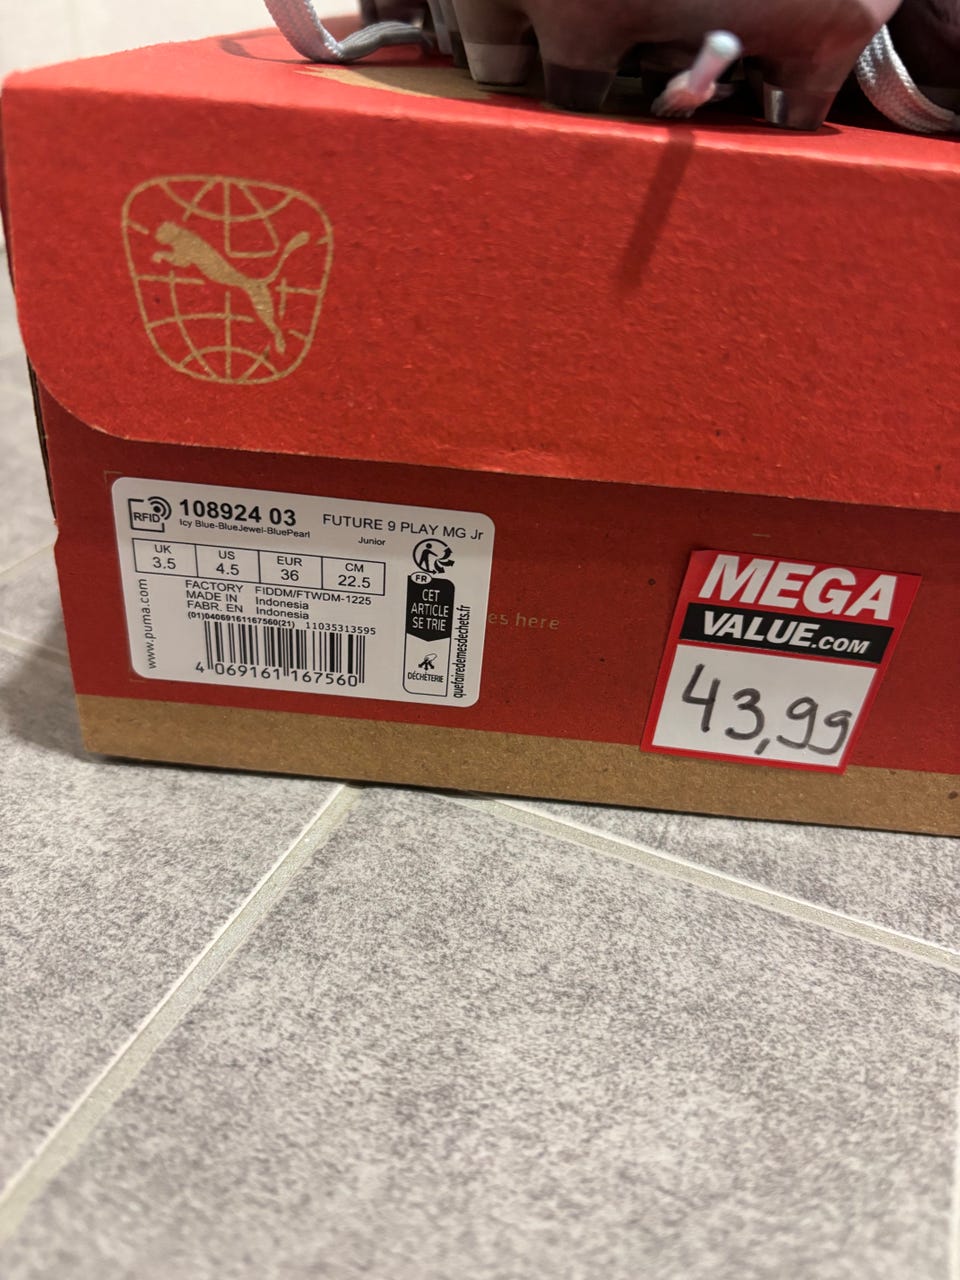 RFID
108924 03
Icy Blue-BlueJewel-BluePearl
FUTURE 9 PLAY MG Jr
Junior
UK US EUR CM
3.5 4.5 36 22.5
FACTORY FIDDM/FTWDM-1225
MADE IN Indonesia
FABR. EN Indonesia
(01)04069161167560(21) 11035313595
4 069161 167560
www.puma.com
FR
CET
ARTICLE
SE TRIE
DÉCHÈTERIE
quefairedemesdechets.fr
es here
MEGA
VALUE.COM
43,99